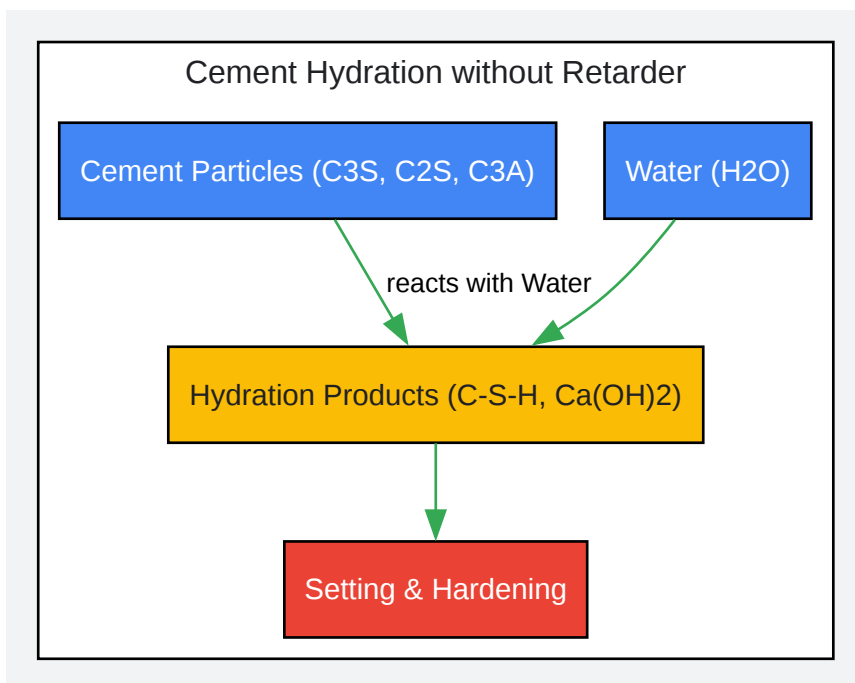 Cement Hydration without Retarder
Cement Particles (C3S, C2S, C3A)
Water (H2O)
reacts with Water
Hydration Products (C-S-H, Ca(OH)2)
Setting & Hardening